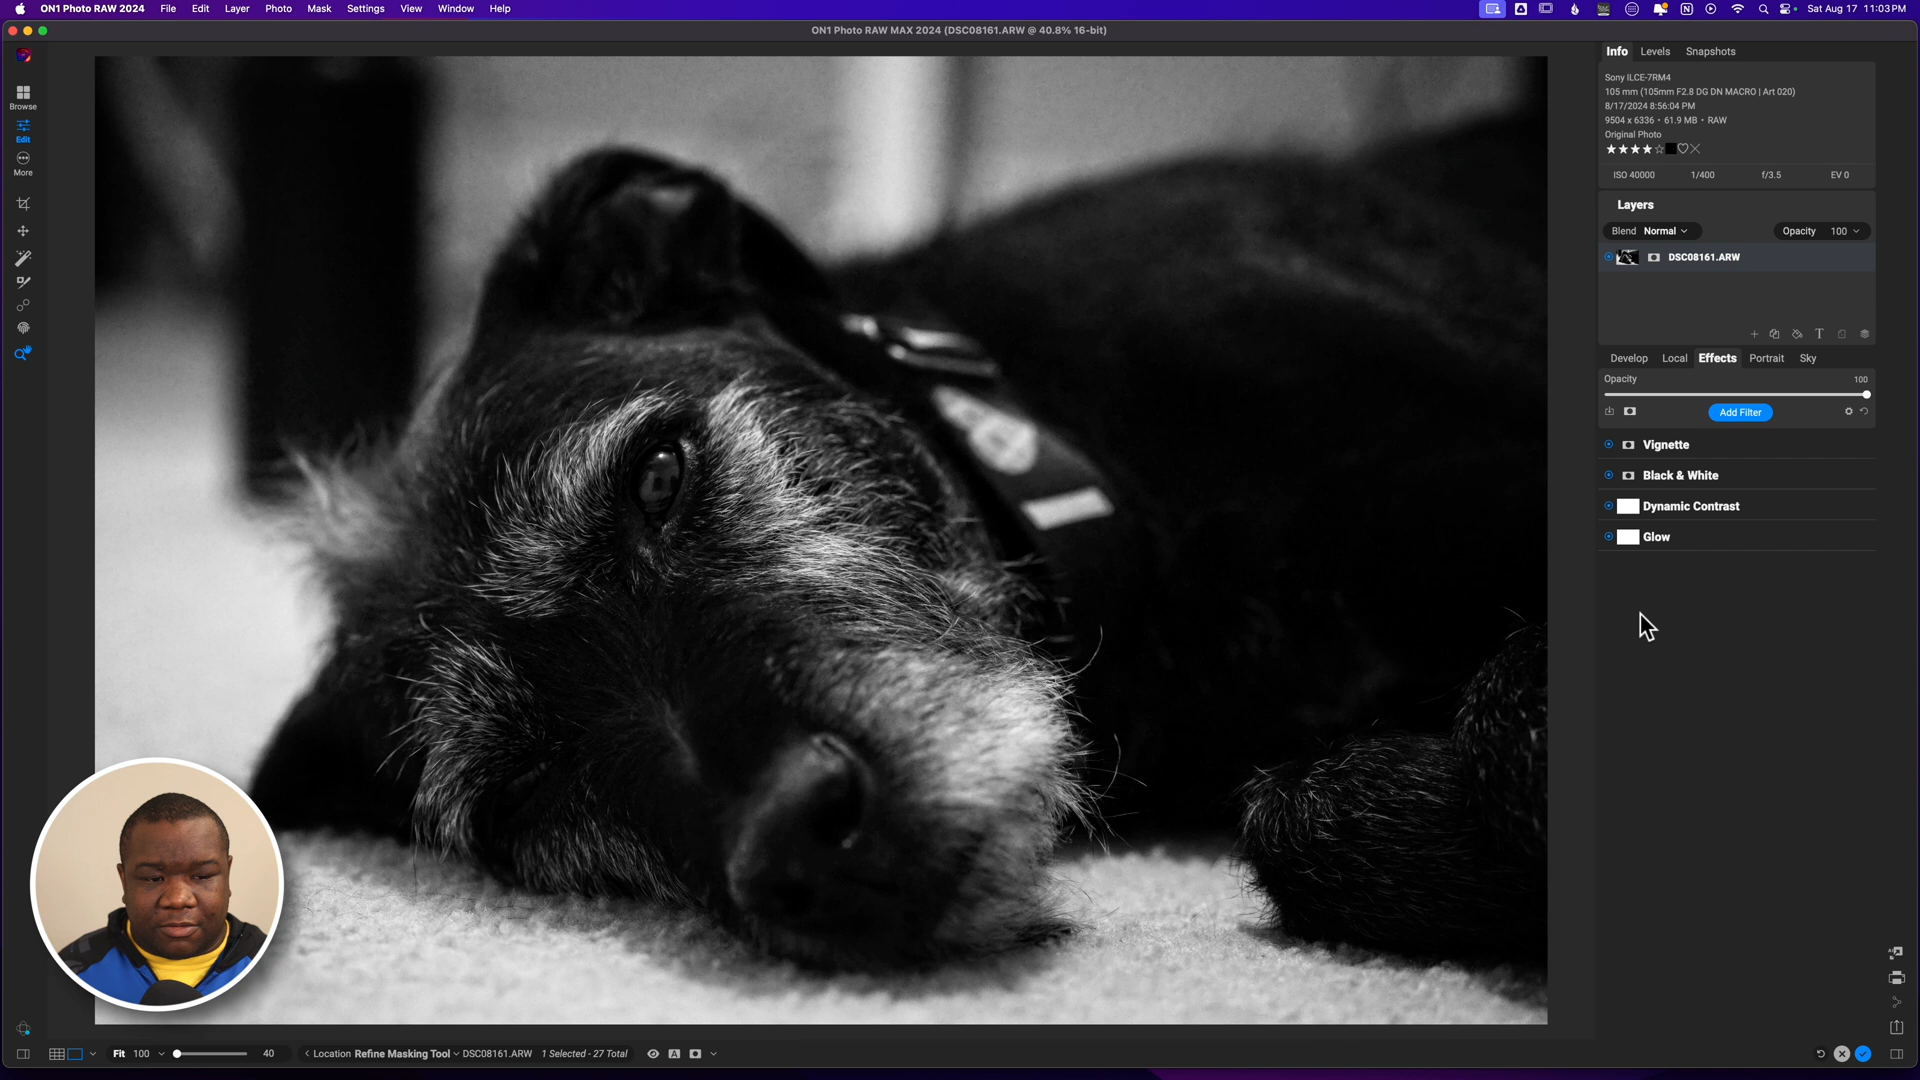 ON1 Photo RAW 2024 File Edit Layer Photo Mask Settings View Window Help Sat Aug 17 11:03 PM
ON1 Photo RAW MAX 2024 (DSC08161.ARW @ 40.8% 16-bit)
Browse
Edit
More
Info Levels Snapshots
Sony ILCE-7RM4
105 mm (105mm F2.8 DG DN MACRO | Art 020)
8/17/2024 8:56:04 PM
9504 x 6336 • 61.9 MB • RAW
Original Photo
ISO 40000 1/400 f/3.5 EV 0
Layers
Blend Normal Opacity 100
DSC08161.ARW
Develop Local Effects Portrait Sky
Opacity 100
Add Filter
Vignette
Black & White
Dynamic Contrast
Glow
Fit 100 40 Location Refine Masking Tool DSC08161.ARW 1 Selected - 27 Total